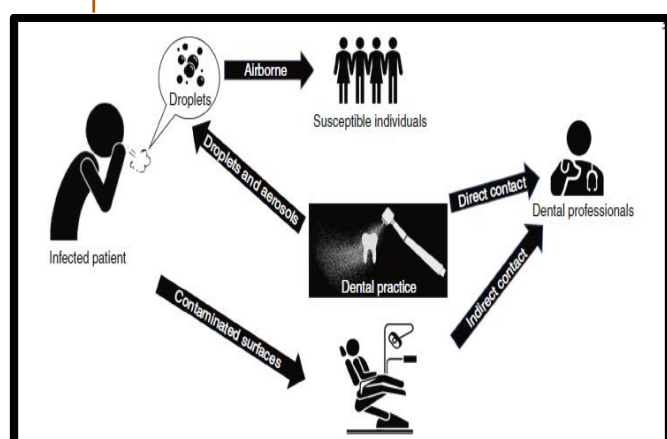 Droplets
Airborne
Susceptible individuals
Infected patient
Droplets and aerosols
Dental practice
Direct contact
Dental professionals
Contaminated surfaces
Indirect contact